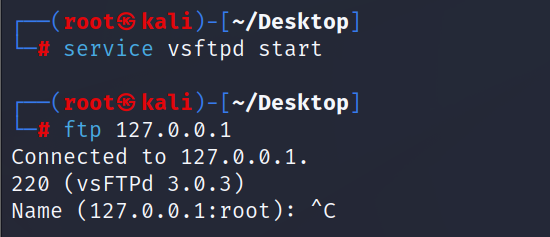 ┌──(root㉿kali)-[~/Desktop]
└─# service vsftpd start
┌──(root㉿kali)-[~/Desktop]
└─# ftp 127.0.0.1
Connected to 127.0.0.1.
220 (vsFTPd 3.0.3)
Name (127.0.0.1:root): ^C